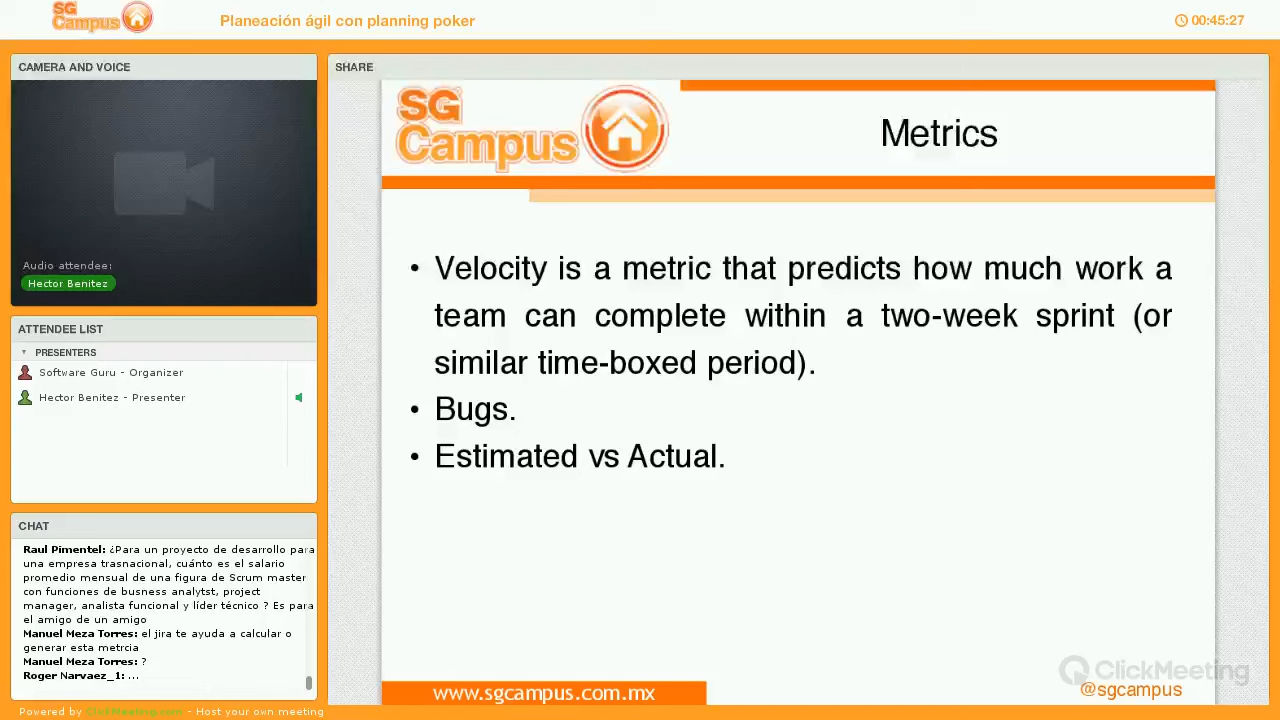 SG Campus
Planeación ágil con planning poker
00:45:27
CAMERA AND VOICE
Audio attendee:
Hector Benitez
ATTENDEE LIST
PRESENTERS
Software Guru - Organizer
Hector Benitez - Presenter
CHAT
Raul Pimentel: ¿Para un proyecto de desarrollo para
una empresa trasnacional, cuánto es el salario
promedio mensual de una figura de Scrum master
con funciones de busness analytst, project
manager, analista funcional y líder técnico ? Es para
el amigo de un amigo
Manuel Meza Torres: el jira te ayuda a calcular o
generar esta metrcia
Manuel Meza Torres: ?
Roger Narvaez_1: ...
Powered by ClickMeeting.com - Host your own meeting
SHARE
SG
Campus
Metrics
• Velocity is a metric that predicts how much work a
team can complete within a two-week sprint (or
similar time-boxed period).
• Bugs.
• Estimated vs Actual.
ClickMeeting
www.sgcampus.com.mx
@sgcampus